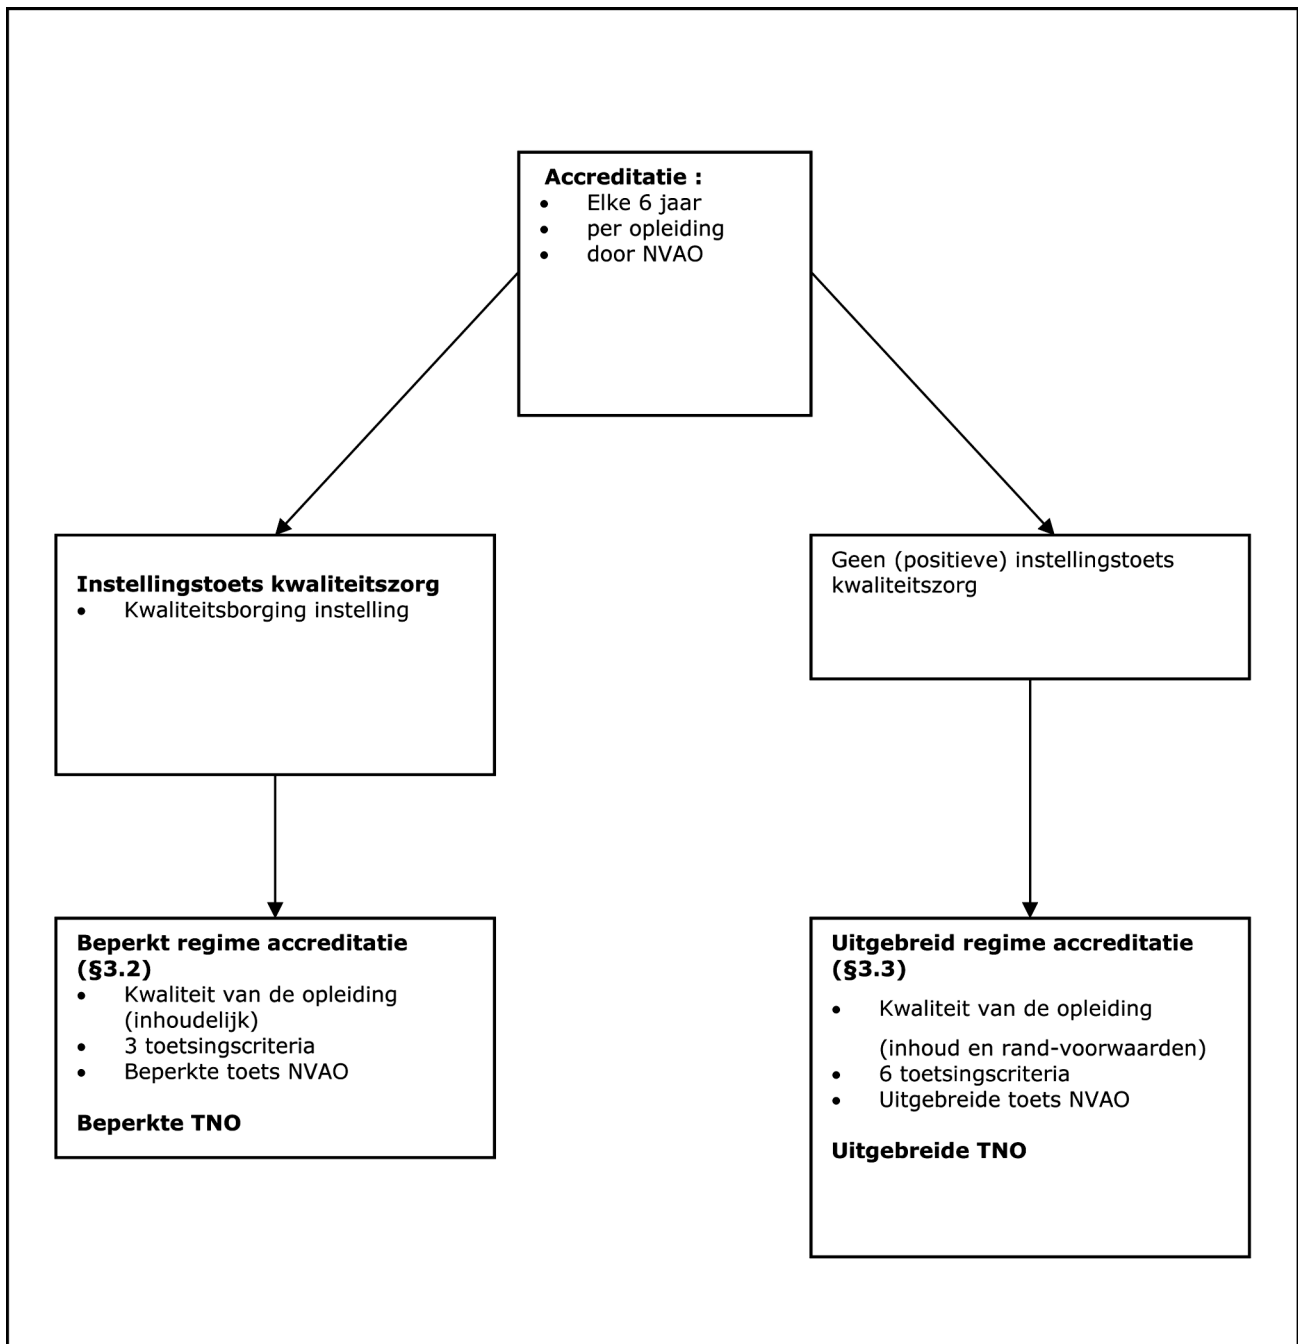 Accreditatie :
• Elke 6 jaar
• per opleiding
• door NVAO
Instellingstoets kwaliteitszorg
• Kwaliteitsborging instelling
Geen (positieve) instellingstoets
kwaliteitszorg
Beperkt regime accreditatie
(§3.2)
• Kwaliteit van de opleiding
(inhoudelijk)
• 3 toetsingscriteria
• Beperkte toets NVAO
Beperkte TNO
Uitgebreid regime accreditatie
(§3.3)
• Kwaliteit van de opleiding
(inhoud en rand-voorwaarden)
• 6 toetsingscriteria
• Uitgebreide toets NVAO
Uitgebreide TNO